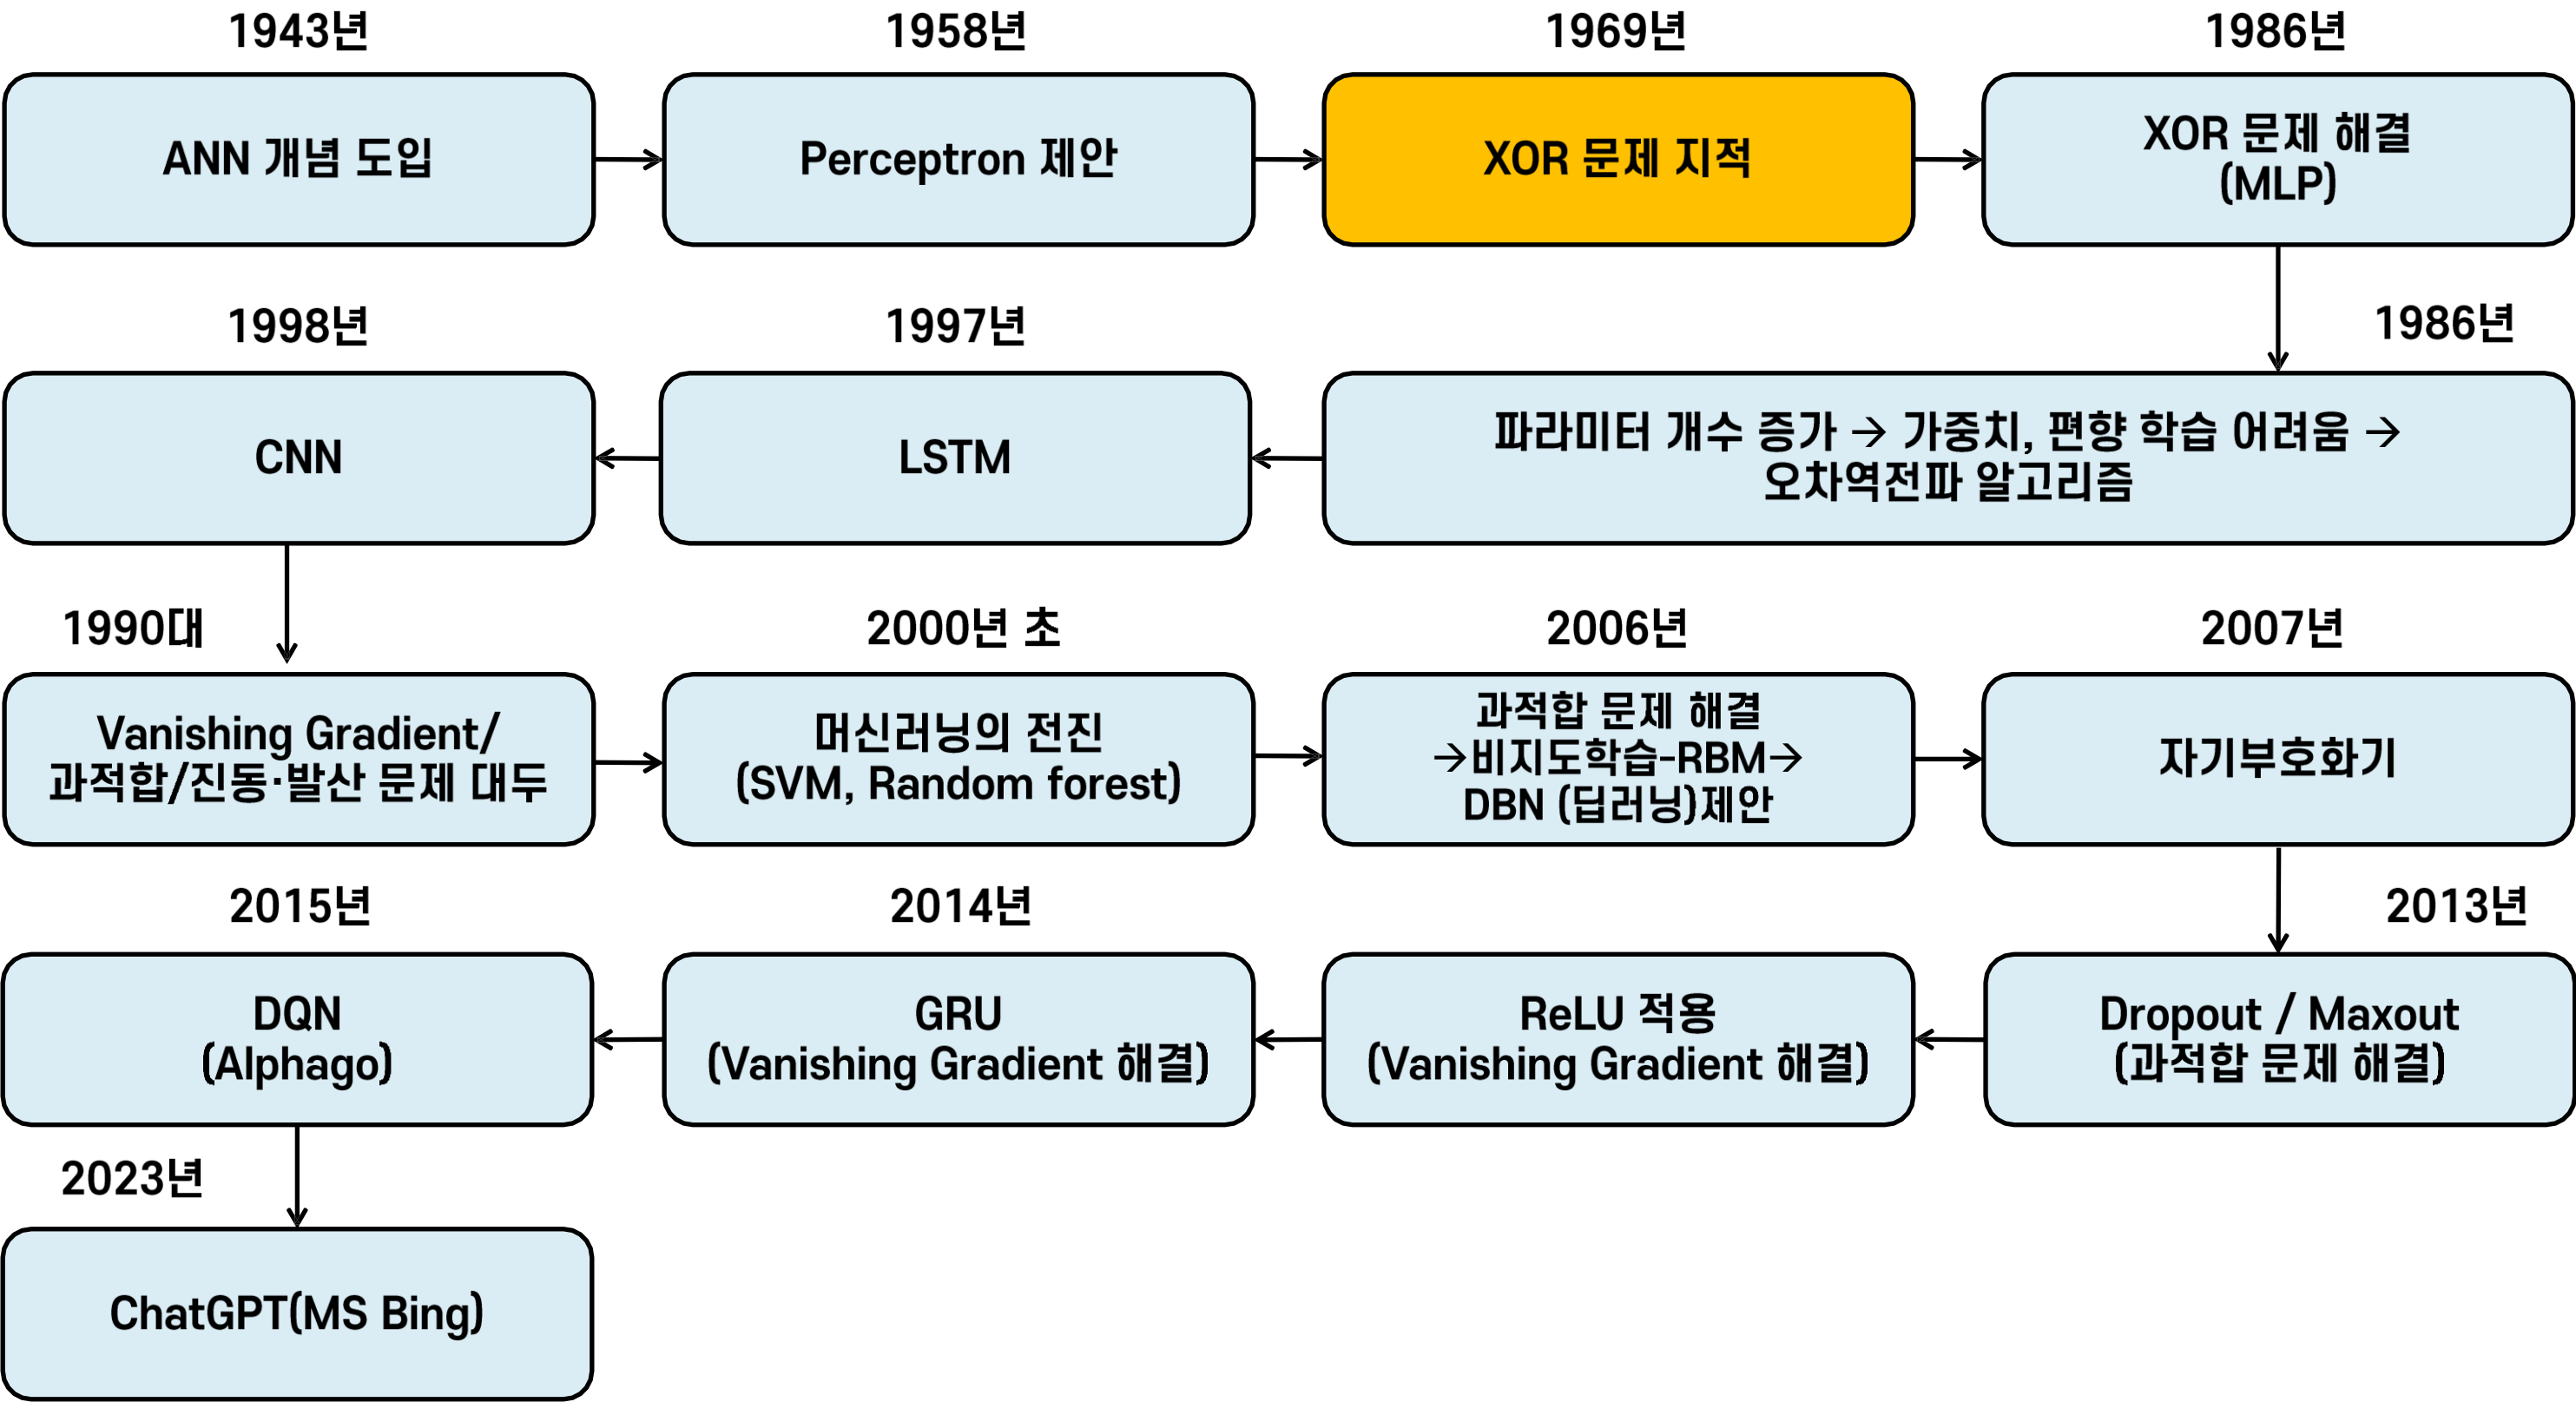 1943년
ANN 개념 도입
1958년
Perceptron 제안
1969년
XOR 문제 지적
1986년
XOR 문제 해결
(MLP)
1986년
파라미터 개수 증가 → 가중치, 편향 학습 어려움 →
오차역전파 알고리즘
1997년
LSTM
1998년
CNN
1990대
Vanishing Gradient/
과적합/진동·발산 문제 대두
2000년 초
머신러닝의 전진
(SVM, Random forest)
2006년
과적합 문제 해결
→비지도학습-RBM→
DBN (딥러닝)제안
2007년
자기부호화기
2013년
Dropout / Maxout
(과적합 문제 해결)
ReLU 적용
(Vanishing Gradient 해결)
2014년
GRU
(Vanishing Gradient 해결)
2015년
DQN
(Alphago)
2023년
ChatGPT(MS Bing)